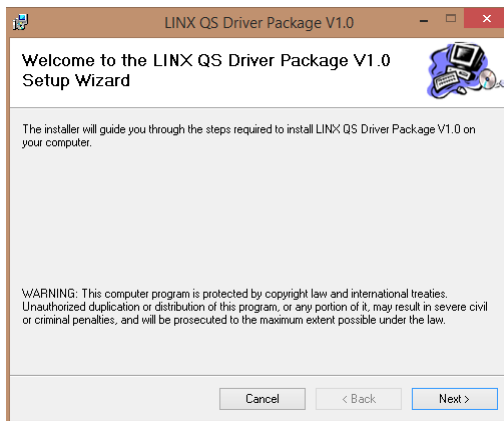 LINX QS Driver Package V1.0
Welcome to the LINX QS Driver Package V1.0
Setup Wizard
The installer will guide you through the steps required to install LINX QS Driver Package V1.0 on
your computer.
WARNING: This computer program is protected by copyright law and international treaties.
Unauthorized duplication or distribution of this program, or any portion of it, may result in severe civil
or criminal penalties, and will be prosecuted to the maximum extent possible under the law.
Cancel < Back Next >